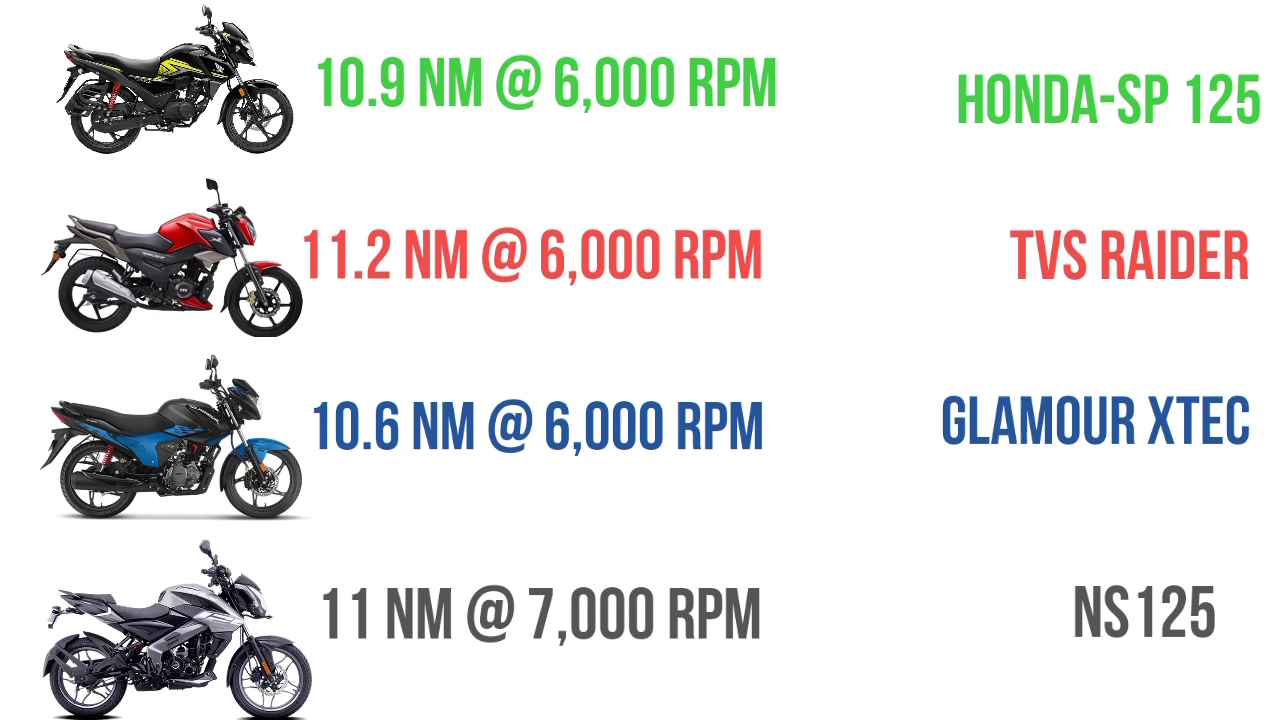 10.9 NM @ 6,000 RPM
HONDA-SP 125
11.2 NM @ 6,000 RPM
TVS RAIDER
10.6 NM @ 6,000 RPM
GLAMOUR XTEC
11 NM @ 7,000 RPM
NS125